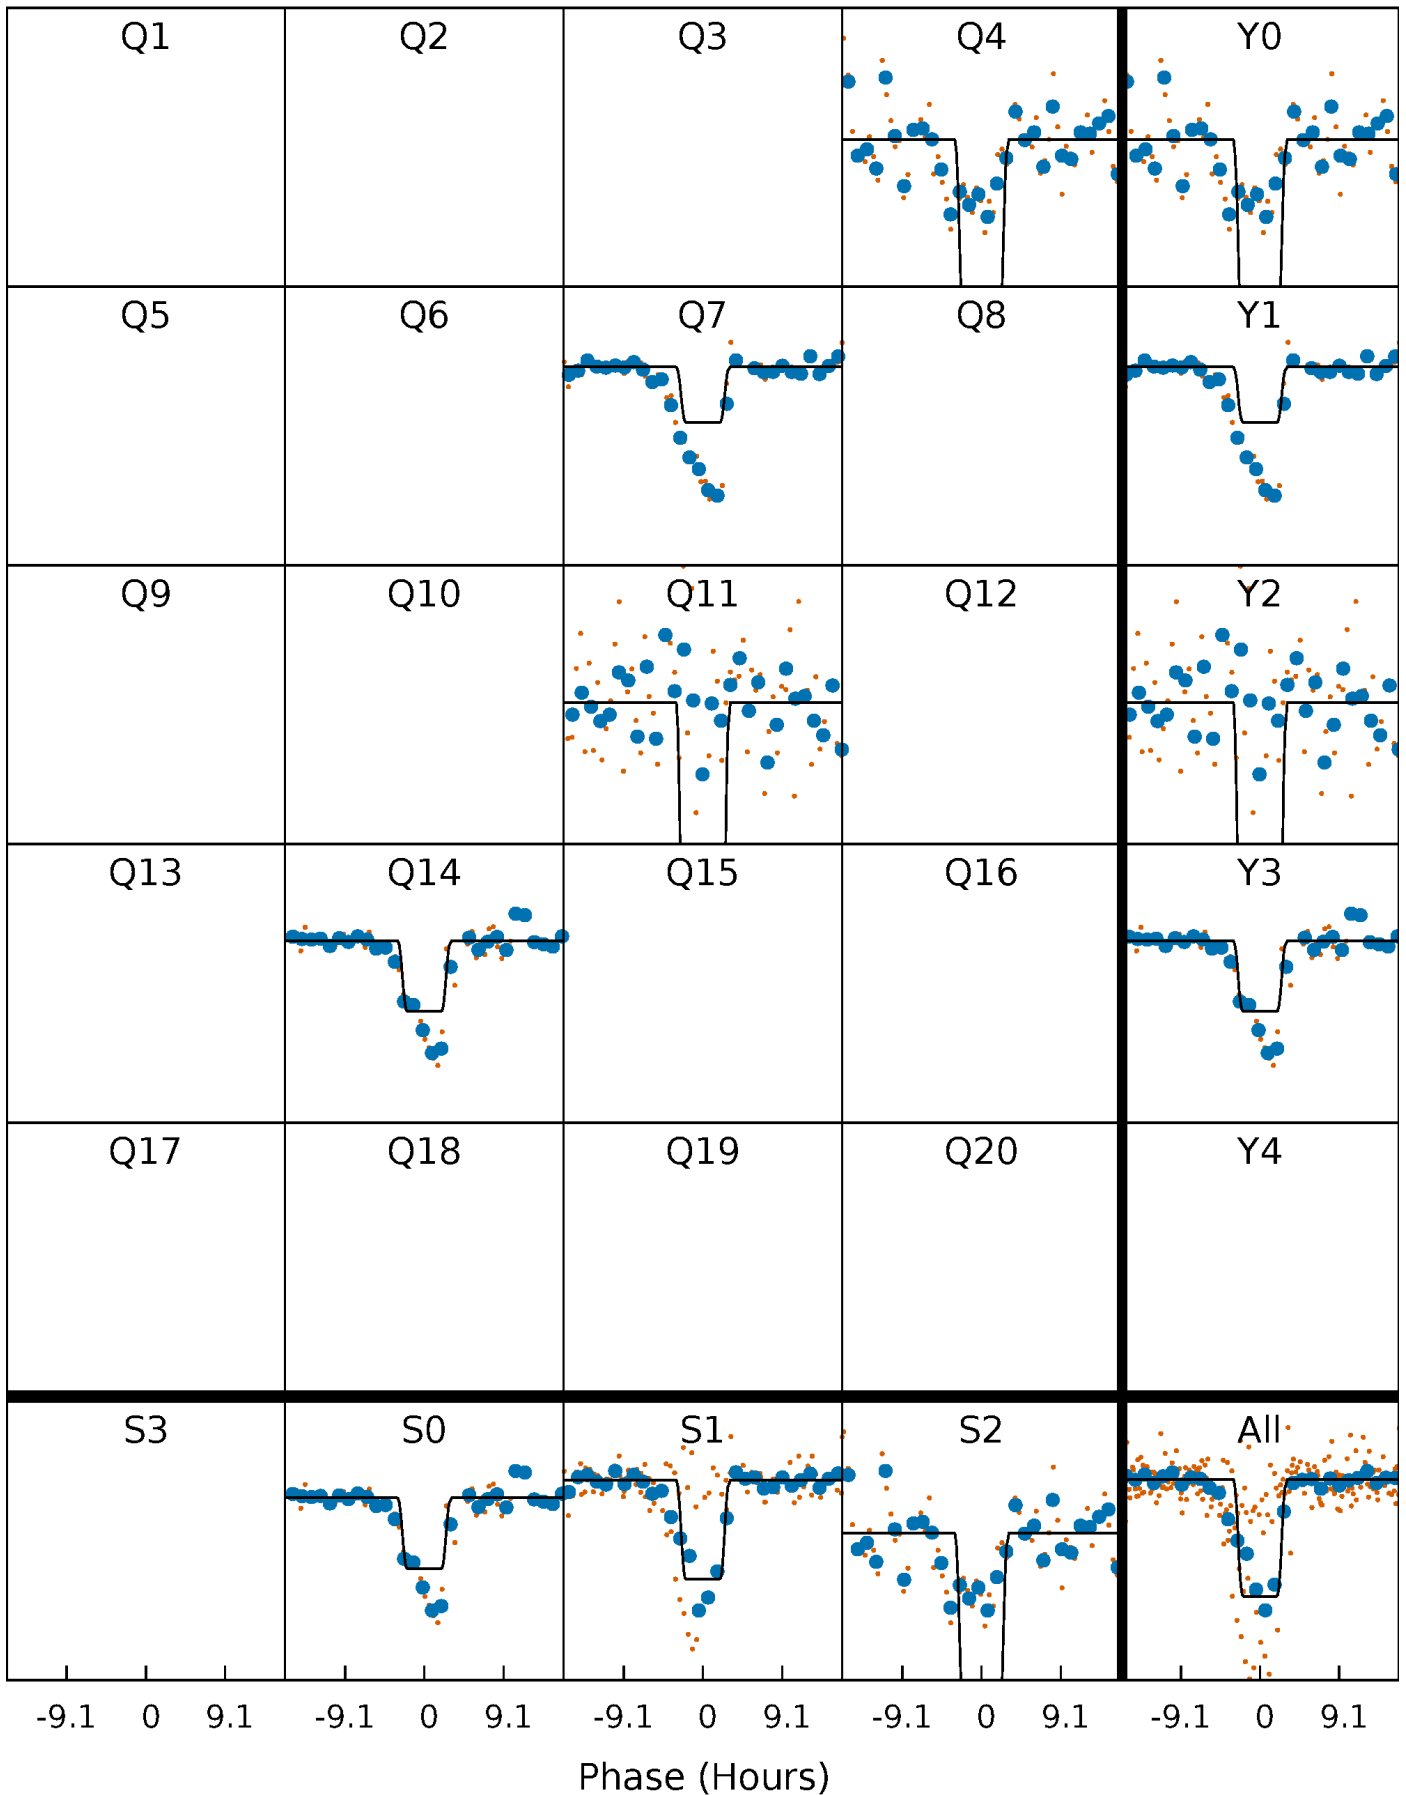 Q1 Q2 Q3 Q4 Y0
Q5 Q6 Q7 Q8 Y1
Q9 Q10 Q11 Q12 Y2
Q13 Q14 Q15 Q16 Y3
Q17 Q18 Q19 Q20 Y4
S3 S0 S1 S2 All
-9.1 0 9.1 -9.1 0 9.1 -9.1 0 9.1 -9.1 0 9.1 -9.1 0 9.1
Phase (Hours)